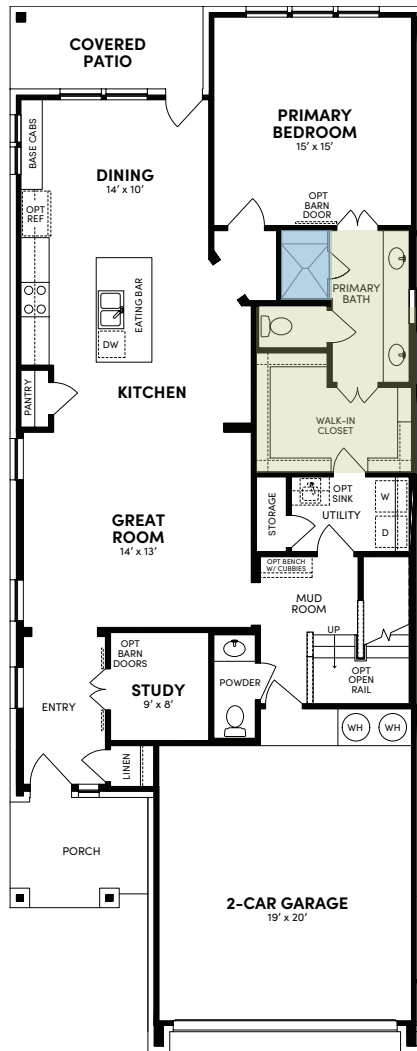 COVERED
PATIO
PRIMARY
BEDROOM
15' x 15'
BASE CABS
DINING
14' x 10'
OPT
REF
OPT
BARN
DOOR
PRIMARY
BATH
EATING BAR
DW
KITCHEN
PANTRY
WALK-IN
CLOSET
GREAT
ROOM
14' x 13'
STORAGE
OPT
SINK
UTILITY
W
D
OPT BENCH
W/ CUBBIES
MUD
ROOM
UP
OPT
OPEN
RAIL
OPT
BARN
DOORS
STUDY
9' x 8'
POWDER
ENTRY
LINEN
WH
WH
PORCH
2-CAR GARAGE
19' x 20'